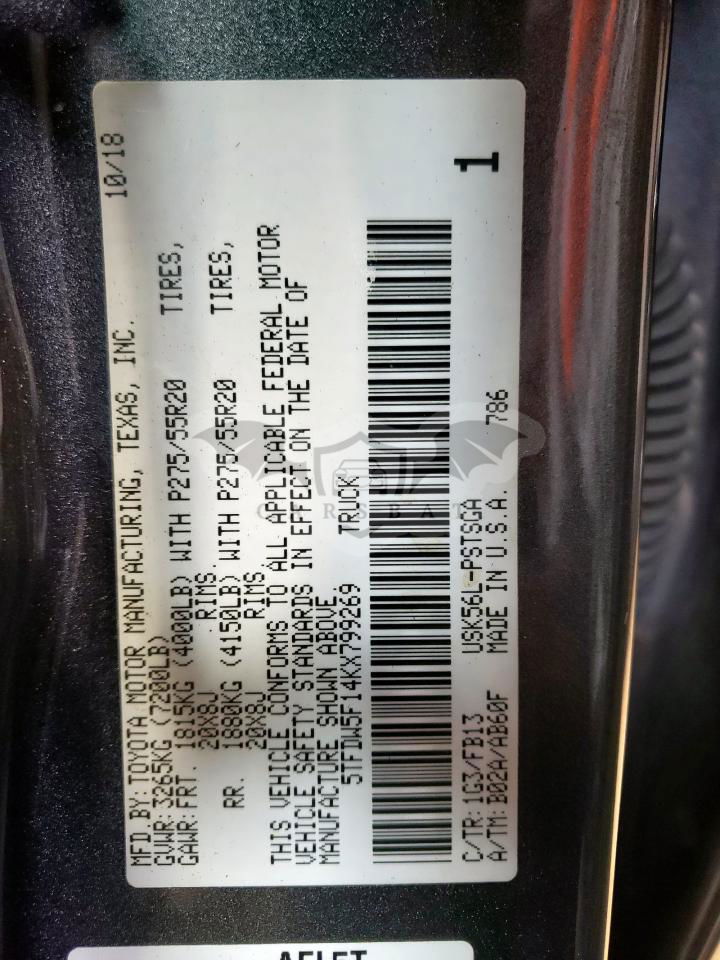 MFD BY:TOYOTA MOTOR MANUFACTURING, TEXAS, INC. 10/18
GVWR:3265KG (7200LB)
GAWR:FRT. 1815KG (4000LB) WITH P275/55R20 TIRES,
20X8J RIMS.
RR. 1880KG (4150LB) WITH P275/55R20 TIRES,
20X8J RIMS.
THIS VEHICLE CONFORMS TO ALL APPLICABLE FEDERAL MOTOR
VEHICLE SAFETY STANDARDS IN EFFECT ON THE DATE OF
MANUFACTURE SHOWN ABOVE.
5TFDW5F14KX799269 TRUCK
C/TR: 1G3/FB13 USK56L-PSTSGA 1
A/TM: B02A/AB60F MADE IN U.S.A. 786
CARSBAT